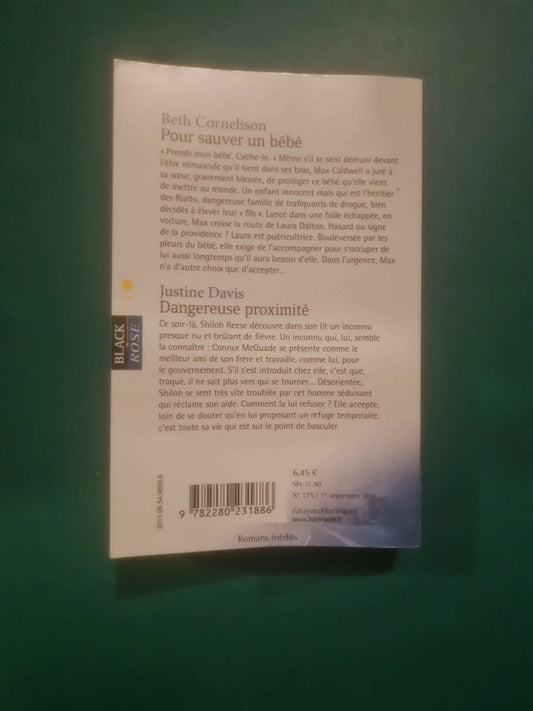 Beth Cornelison
Pour sauver un bébé
« Prends mon bébé. Cache-le. » Même s'il se sent démuni devant
l'être minuscule qu'il tient dans ses bras, Max Caldwell a juré à
sa sœur, gravement blessée, de protéger ce bébé qu'elle vient
de mettre au monde. Un enfant innocent mais qui est l'héritier
des Rialto, dangereuse famille de trafiquants de drogue, bien
décidés à élever leur « fils ». Lancé dans une folle échappée, en
voiture, Max croise la route de Laura Dalton. Hasard ou signe
de la providence ? Laura est puéricultrice. Bouleversée par les
pleurs du bébé, elle exige de l'accompagner pour s'occuper de
lui aussi longtemps qu'il aura besoin d'elle. Dans l'urgence, Max
n'a d'autre choix que d'accepter...
Justine Davis
Dangereuse proximité
Ce soir-là, Shiloh Reese découvre dans son lit un inconnu
presque nu et brûlant de fièvre. Un inconnu qui, lui, semble
la connaître : Connor McQuade se présente comme le
meilleur ami de son frère et travaille, comme lui, pour
le gouvernement. S'il s'est introduit chez elle, c'est que,
traqué, il ne sait plus vers qui se tourner... Désorientée,
Shiloh se sent très vite troublée par cet homme séduisant
qui réclame son aide. Comment la lui refuser ? Elle accepte,
loin de se douter qu'en lui proposant un refuge temporaire,
c'est toute sa vie qui est sur le point de basculer.
BLACK
ROSE
2011.09.54.9609.6
9 782280 231886
6,45 €
SFr. 11.50
N° 175 / 1er septembre 2011
éditions Harlequin
www.harlequin.fr
Romans inédits